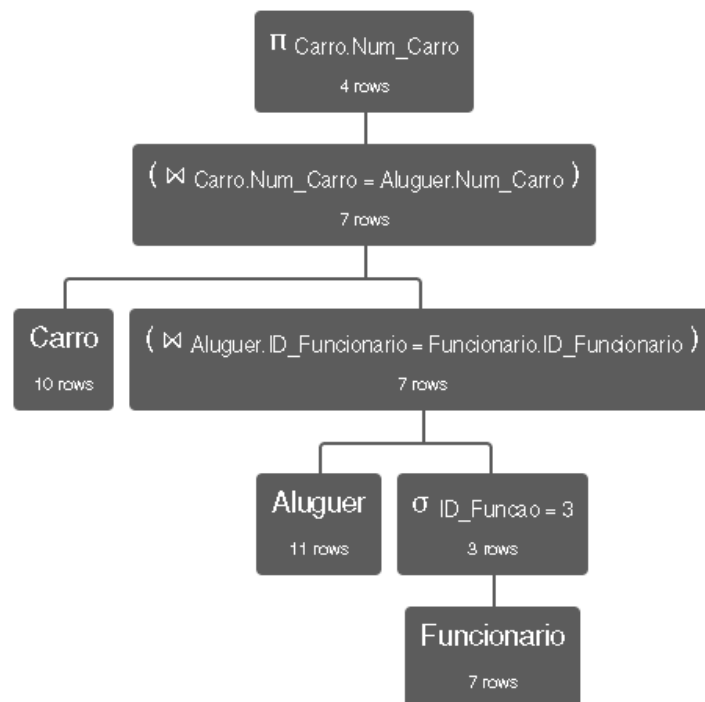 π Carro.Num_Carro
4 rows
( ⋈ Carro.Num_Carro = Aluguer.Num_Carro )
7 rows
Carro
10 rows
( ⋈ Aluguer.ID_Funcionario = Funcionario.ID_Funcionario )
7 rows
Aluguer
11 rows
σ ID_Funcao = 3
3 rows
Funcionario
7 rows